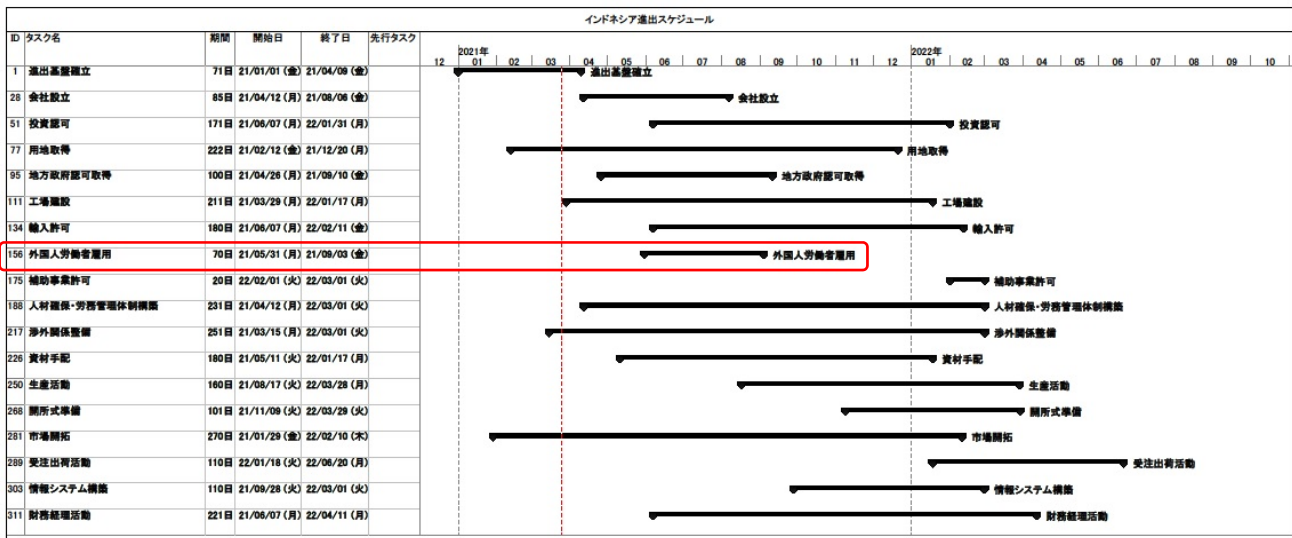 インドネシア進出スケジュール
ID タスク名 期間 開始日 終了日 先行タスク
2021年 2022年
12 01 02 03 04 05 06 07 08 09 10 11 12 01 02 03 04 05 06 07 08 09 10
1 進出基盤確立 71日 21/01/01 (金) 21/04/09 (金) 進出基盤確立
28 会社設立 85日 21/04/12 (月) 21/08/06 (金) 会社設立
51 投資認可 171日 21/06/07 (月) 22/01/31 (月) 投資認可
77 用地取得 222日 21/02/12 (金) 21/12/20 (月) 用地取得
95 地方政府認可取得 100日 21/04/26 (月) 21/09/10 (金) 地方政府認可取得
111 工場建設 211日 21/03/29 (月) 22/01/17 (月) 工場建設
134 輸入許可 180日 21/06/07 (月) 22/02/11 (金) 輸入許可
156 外国人労働者雇用 70日 21/05/31 (月) 21/09/03 (金) 外国人労働者雇用
175 補助事業許可 20日 22/02/01 (火) 22/03/01 (火) 補助事業許可
188 人材確保・労務管理体制構築 231日 21/04/12 (月) 22/03/01 (火) 人材確保・労務管理体制構築
217 渉外関係整備 251日 21/03/15 (月) 22/03/01 (火) 渉外関係整備
226 資材手配 180日 21/05/11 (火) 22/01/17 (月) 資材手配
250 生産活動 160日 21/08/17 (火) 22/03/28 (月) 生産活動
268 開所式準備 101日 21/11/09 (火) 22/03/29 (火) 開所式準備
281 市場開拓 270日 21/01/29 (金) 22/02/10 (木) 市場開拓
289 受注出荷活動 110日 22/01/18 (火) 22/06/20 (月) 受注出荷活動
303 情報システム構築 110日 21/09/28 (火) 22/03/01 (火) 情報システム構築
311 財務経理活動 221日 21/06/07 (月) 22/04/11 (月) 財務経理活動